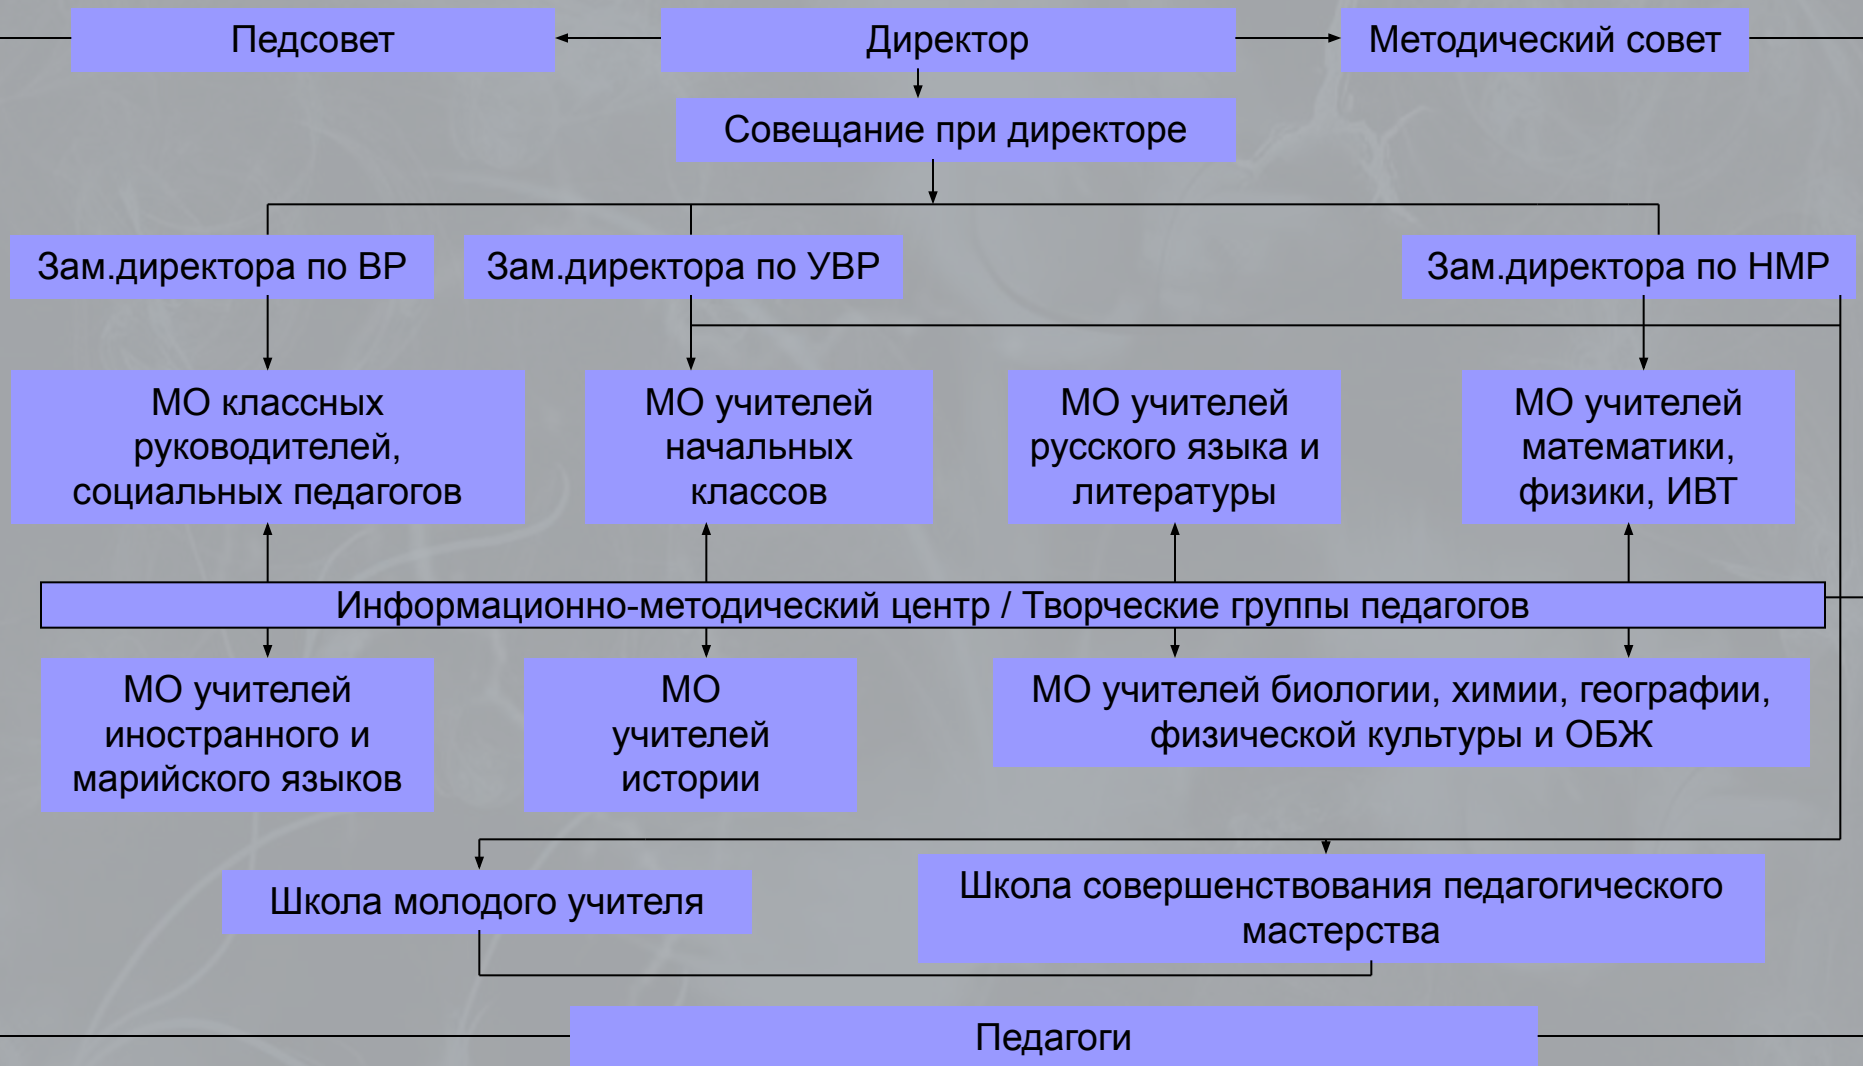 Педсовет
Директор
Методический совет
Совещание при директоре
Зам.директора по ВР
Зам.директора по УВР
Зам.директора по НМР
МО классных
руководителей,
социальных педагогов
МО учителей
начальных
классов
МО учителей
русского языка и
литературы
МО учителей
математики,
физики, ИВТ
Информационно-методический центр / Творческие группы педагогов
МО учителей
иностранного и
марийского языков
МО
учителей
истории
МО учителей биологии, химии, географии,
физической культуры и ОБЖ
Школа молодого учителя
Школа совершенствования педагогического
мастерства
Педагоги